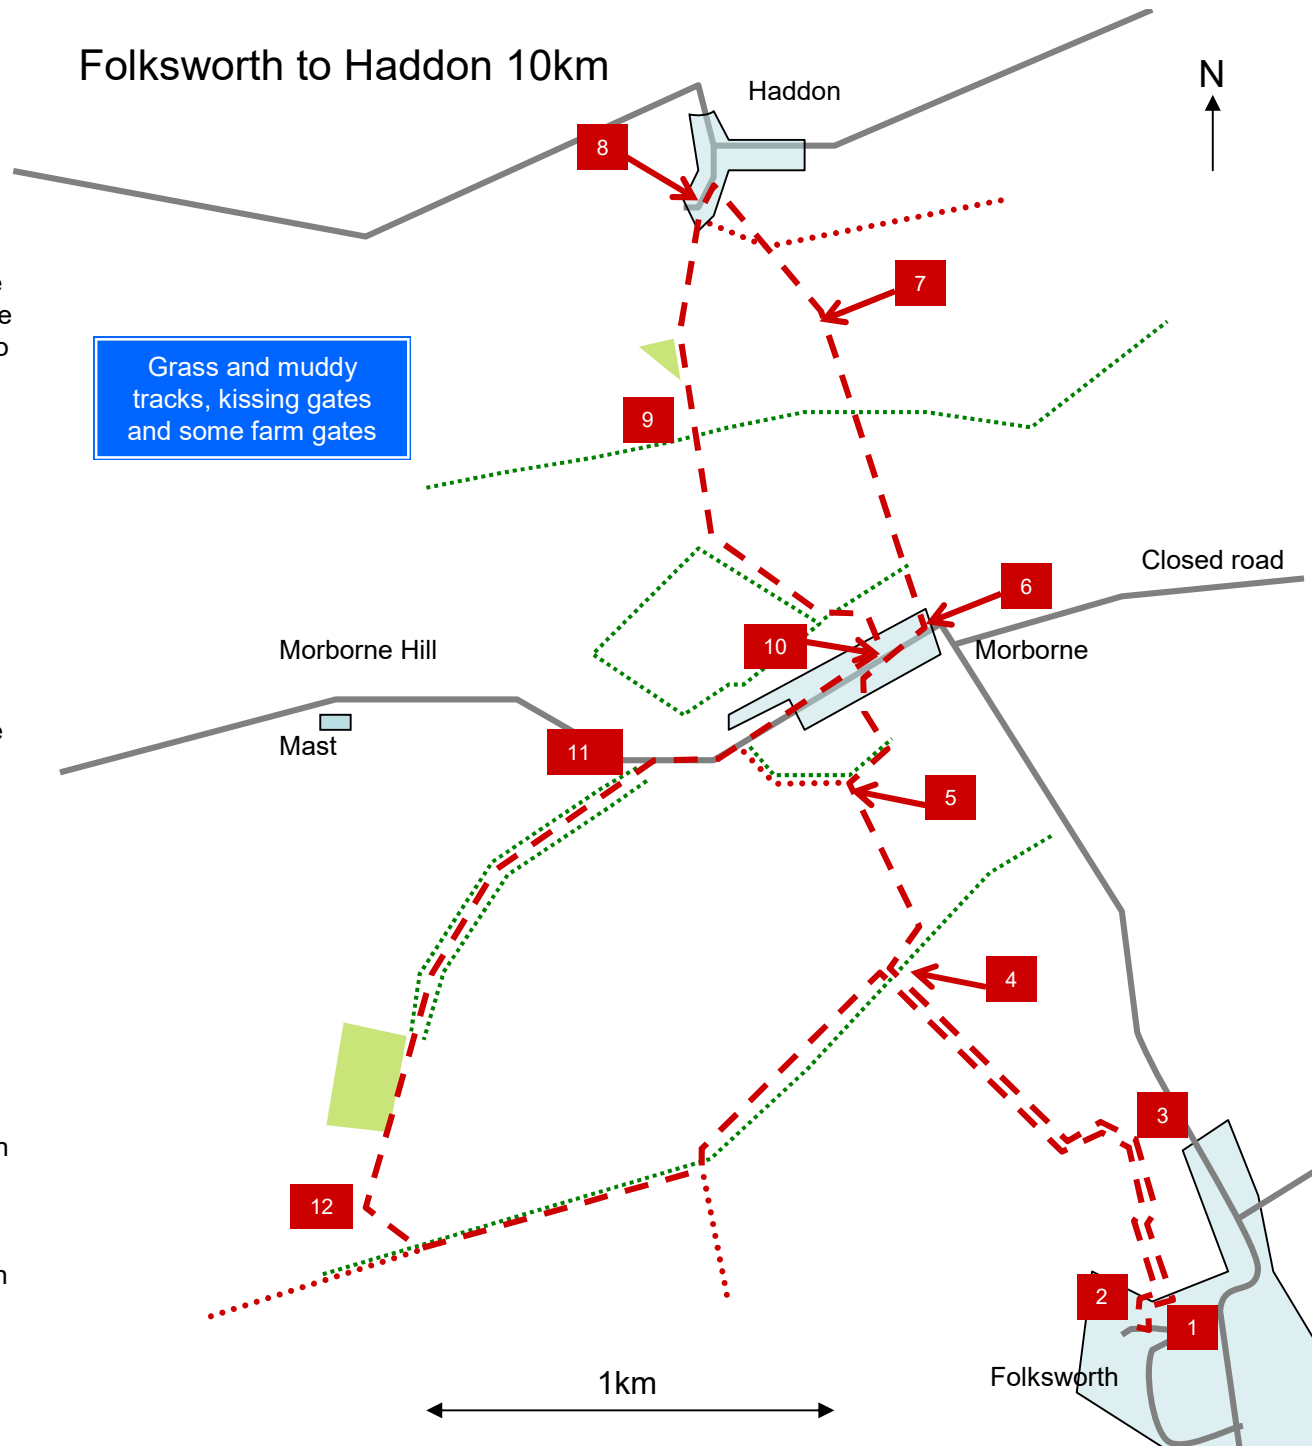 Folksworth to Haddon 10km
Haddon
N
8
7
e
e
o
Grass and muddy
tracks, kissing gates
and some farm gates
9
Closed road
6
10
Morborne Hill
Morborne
e
Mast
11
5
4
3
n
12
n
2
1
Folksworth
1km